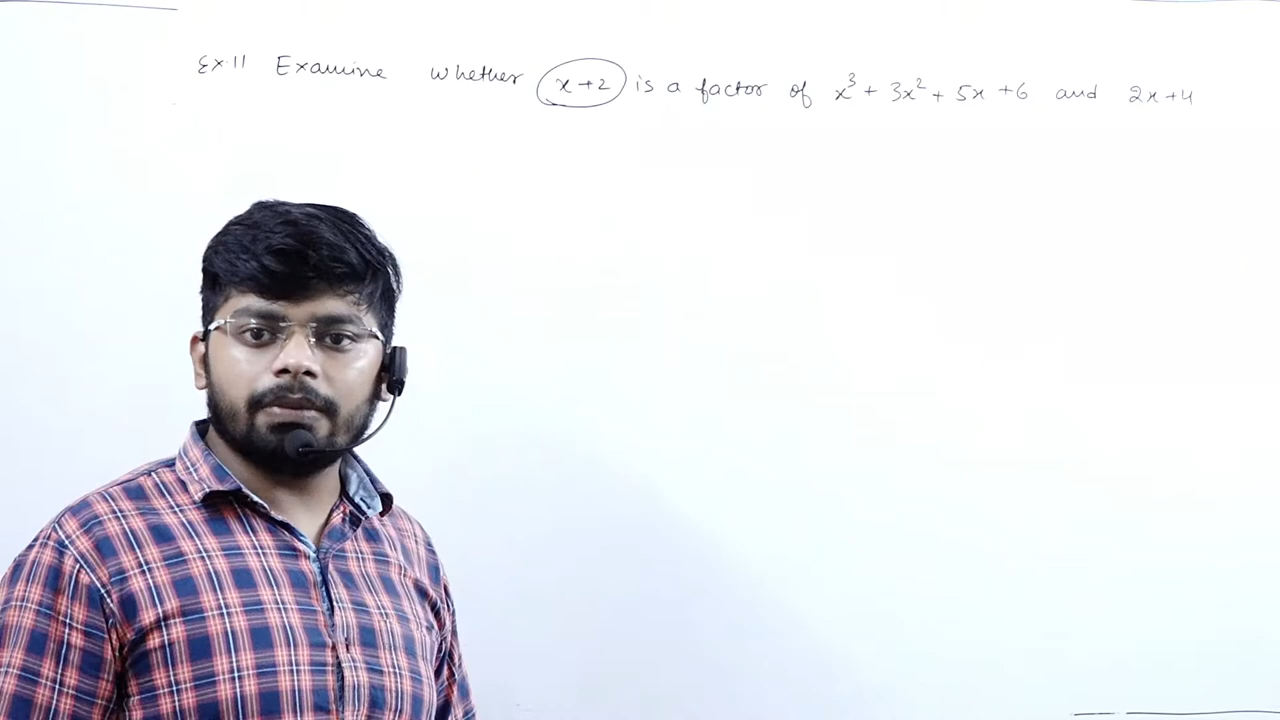 Ex.11 Examine whether x+2 is a factor of x³ + 3x² + 5x + 6 and 2x+4